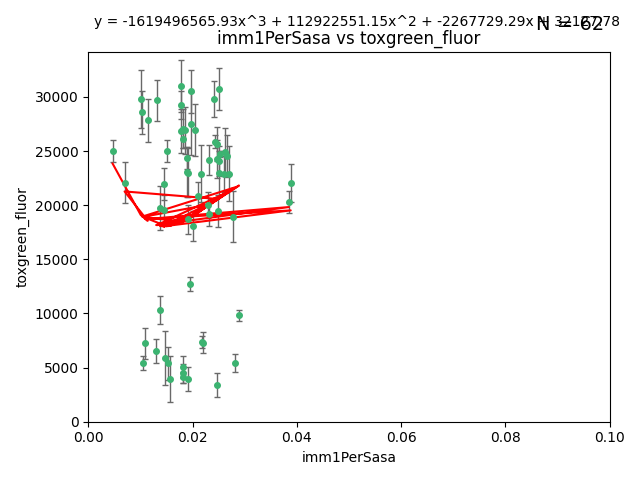 y = -1619496565.93x^3 + 112922551.15x^2 + -2267729.29x +
N = 62
imm1PerSasa vs toxgreen_fluor
30000
25000
20000
15000
10000
5000
0
toxgreen_fluor
0.00 0.02 0.04 0.06 0.08 0.10
imm1PerSasa